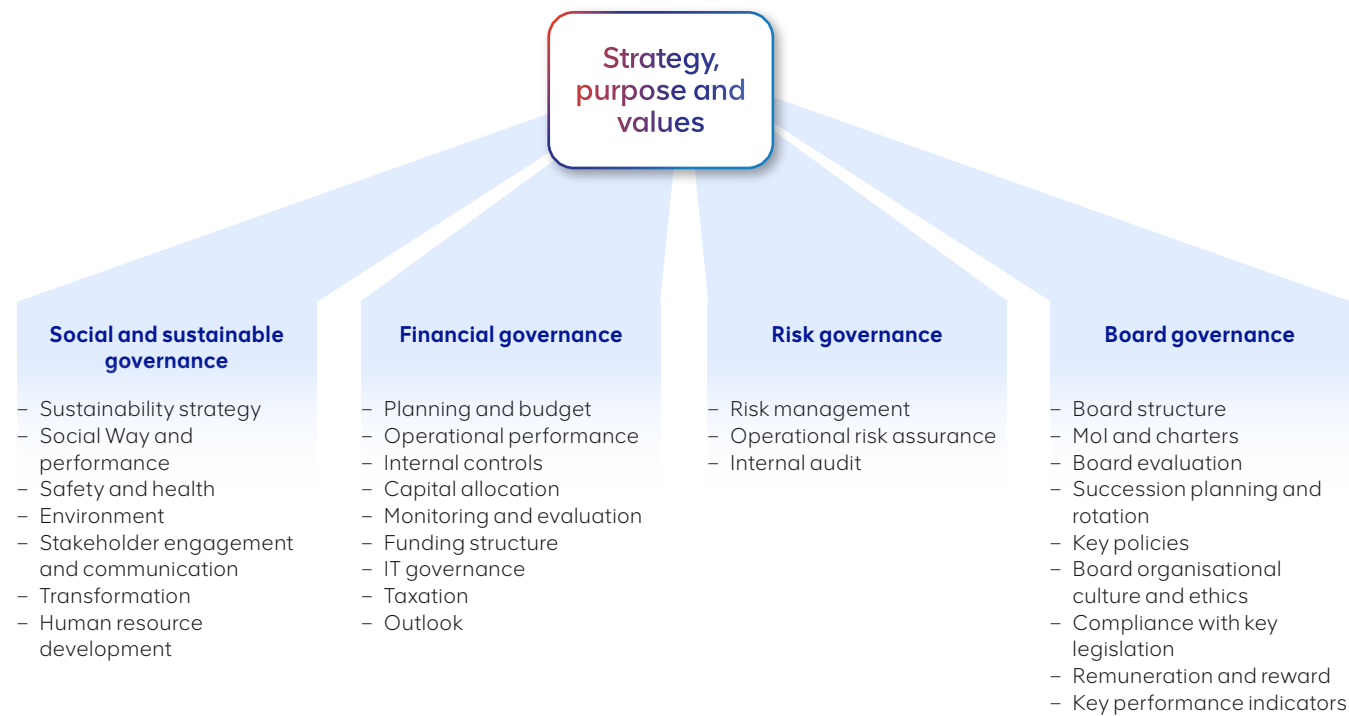 Strategy,
purpose and
values
Social and sustainable
governance
– Sustainability strategy
– Social Way and
performance
– Safety and health
– Environment
– Stakeholder engagement
and communication
– Transformation
– Human resource
development
Financial governance
– Planning and budget
– Operational performance
– Internal controls
– Capital allocation
– Monitoring and evaluation
– Funding structure
– IT governance
– Taxation
– Outlook
Risk governance
– Risk management
– Operational risk assurance
– Internal audit
Board governance
– Board structure
– MoI and charters
– Board evaluation
– Succession planning and
rotation
– Key policies
– Board organisational
culture and ethics
– Compliance with key
legislation
– Remuneration and reward
– Key performance indicators